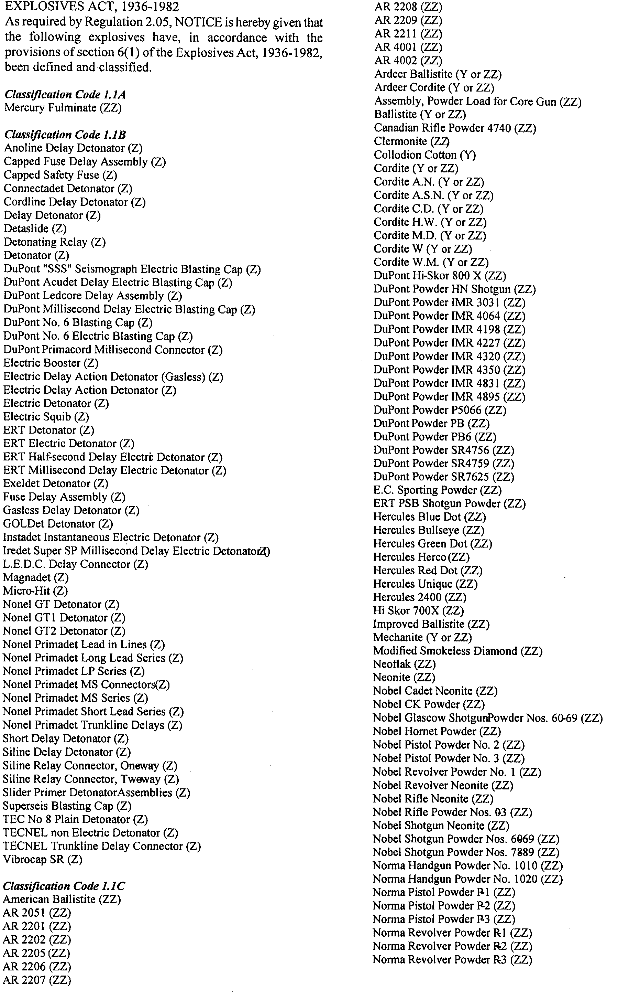 EXPLOSIVES ACT, 1936-1982
As required by Regulation 2.05, NOTICE is hereby given that
the following explosives have, in accordance with the
provisions of section 6(1) of the Explosives Act, 1936-1982,
been defined and classified.
Classification Code 1.1A
Mercury Fulminate (ZZ)
Classification Code 1.1B
Anoline Delay Detonator (Z)
Capped Fuse Delay Assembly (Z)
Capped Safety Fuse (Z)
Connectadet Detonator (Z)
Cordline Delay Detonator (Z)
Delay Detonator (Z)
Detaslide (Z)
Detonating Relay (Z)
Detonator (Z)
DuPont "SSS" Seismograph Electric Blasting Cap (Z)
DuPont Acudet Delay Electric Blasting Cap (Z)
DuPont Ledcore Delay Assembly (Z)
DuPont Millisecond Delay Electric Blasting Cap (Z)
DuPont No. 6 Blasting Cap (Z)
DuPont No. 6 Electric Blasting Cap (Z)
DuPont Primacord Millisecond Connector (Z)
Electric Booster (Z)
Electric Delay Action Detonator (Gasless) (Z)
Electric Delay Action Detonator (Z)
Electric Detonator (Z)
Electric Squib (Z)
ERT Detonator (Z)
ERT Electric Detonator (Z)
ERT Half-second Delay Electric Detonator (Z)
ERT Millisecond Delay Electric Detonator (Z)
Exeldet Detonator (Z)
Fuse Delay Assembly (Z)
Gasless Delay Detonator (Z)
GOLDet Detonator (Z)
Instadet Instantaneous Electric Detonator (Z)
Iredet Super SP Millisecond Delay Electric Detonator(Z)
L.E.D.C. Delay Connector (Z)
Magnadet (Z)
Micro-Hit (Z)
Nonel GT Detonator (Z)
Nonel GT1 Detonator (Z)
Nonel GT2 Detonator (Z)
Nonel Primadet Lead in Lines (Z)
Nonel Primadet Long Lead Series (Z)
Nonel Primadet LP Series (Z)
Nonel Primadet MS Connectors(Z)
Nonel Primadet MS Series (Z)
Nonel Primadet Short Lead Series (Z)
Nonel Primadet Trunkline Delays (Z)
Short Delay Detonator (Z)
Siline Delay Detonator (Z)
Siline Relay Connector, One-way (Z)
Siline Relay Connector, Two-way (Z)
Slider Primer Detonator Assemblies (Z)
Superseis Blasting Cap (Z)
TEC No 8 Plain Detonator (Z)
TECNEL non Electric Detonator (Z)
TECNEL Trunkline Delay Connector (Z)
Vibrocap SR (Z)
Classification Code 1.1C
American Ballistite (ZZ)
AR 2051 (ZZ)
AR 2201 (ZZ)
AR 2202 (ZZ)
AR 2205 (ZZ)
AR 2206 (ZZ)
AR 2207 (ZZ)
AR 2208 (ZZ)
AR 2209 (ZZ)
AR 2211 (ZZ)
AR 4001 (ZZ)
AR 4002 (ZZ)
Ardeer Ballistite (Y or ZZ)
Ardeer Cordite (Y or ZZ)
Assembly, Powder Load for Core Gun (ZZ)
Ballistite (Y or ZZ)
Canadian Rifle Powder 4740 (ZZ)
Clermonite (ZZ)
Collodion Cotton (Y)
Cordite (Y or ZZ)
Cordite A.N. (Y or ZZ)
Cordite A.S.N. (Y or ZZ)
Cordite C.D. (Y or ZZ)
Cordite H.W. (Y or ZZ)
Cordite M.D. (Y or ZZ)
Cordite W (Y or ZZ)
Cordite W.M. (Y or ZZ)
DuPont Hi-Skor 800 X (ZZ)
DuPont Powder HN Shotgun (ZZ)
DuPont Powder IMR 3031 (ZZ)
DuPont Powder IMR 4064 (ZZ)
DuPont Powder IMR 4198 (ZZ)
DuPont Powder IMR 4227 (ZZ)
DuPont Powder IMR 4320 (ZZ)
DuPont Powder IMR 4350 (ZZ)
DuPont Powder IMR 4831 (ZZ)
DuPont Powder IMR 4895 (ZZ)
DuPont Powder P5066 (ZZ)
DuPont Powder PB (ZZ)
DuPont Powder PB6 (ZZ)
DuPont Powder SR4756 (ZZ)
DuPont Powder SR4759 (ZZ)
DuPont Powder SR7625 (ZZ)
E.C. Sporting Powder (ZZ)
ERT PSB Shotgun Powder (ZZ)
Hercules Blue Dot (ZZ)
Hercules Bullseye (ZZ)
Hercules Green Dot (ZZ)
Hercules Herco (ZZ)
Hercules Red Dot (ZZ)
Hercules Unique (ZZ)
Hercules 2400 (ZZ)
Hi Skor 700X (ZZ)
Improved Ballistite (ZZ)
Mechanite (Y or ZZ)
Modified Smokeless Diamond (ZZ)
Neoflak (ZZ)
Neonite (ZZ)
Nobel Cadet Neonite (ZZ)
Nobel CK Powder (ZZ)
Nobel Glascow Shotgun Powder Nos. 60-69 (ZZ)
Nobel Hornet Powder (ZZ)
Nobel Pistol Powder No. 2 (ZZ)
Nobel Pistol Powder No. 3 (ZZ)
Nobel Revolver Powder No. 1 (ZZ)
Nobel Revolver Neonite (ZZ)
Nobel Rifle Neonite (ZZ)
Nobel Rifle Powder Nos. 0-3 (ZZ)
Nobel Shotgun Neonite (ZZ)
Nobel Shotgun Powder Nos. 60-69 (ZZ)
Nobel Shotgun Powder Nos. 78-89 (ZZ)
Norma Handgun Powder No. 1010 (ZZ)
Norma Handgun Powder No. 1020 (ZZ)
Norma Pistol Powder P-1 (ZZ)
Norma Pistol Powder P-2 (ZZ)
Norma Pistol Powder P-3 (ZZ)
Norma Revolver Powder R-1 (ZZ)
Norma Revolver Powder R-2 (ZZ)
Norma Revolver Powder R-3 (ZZ)